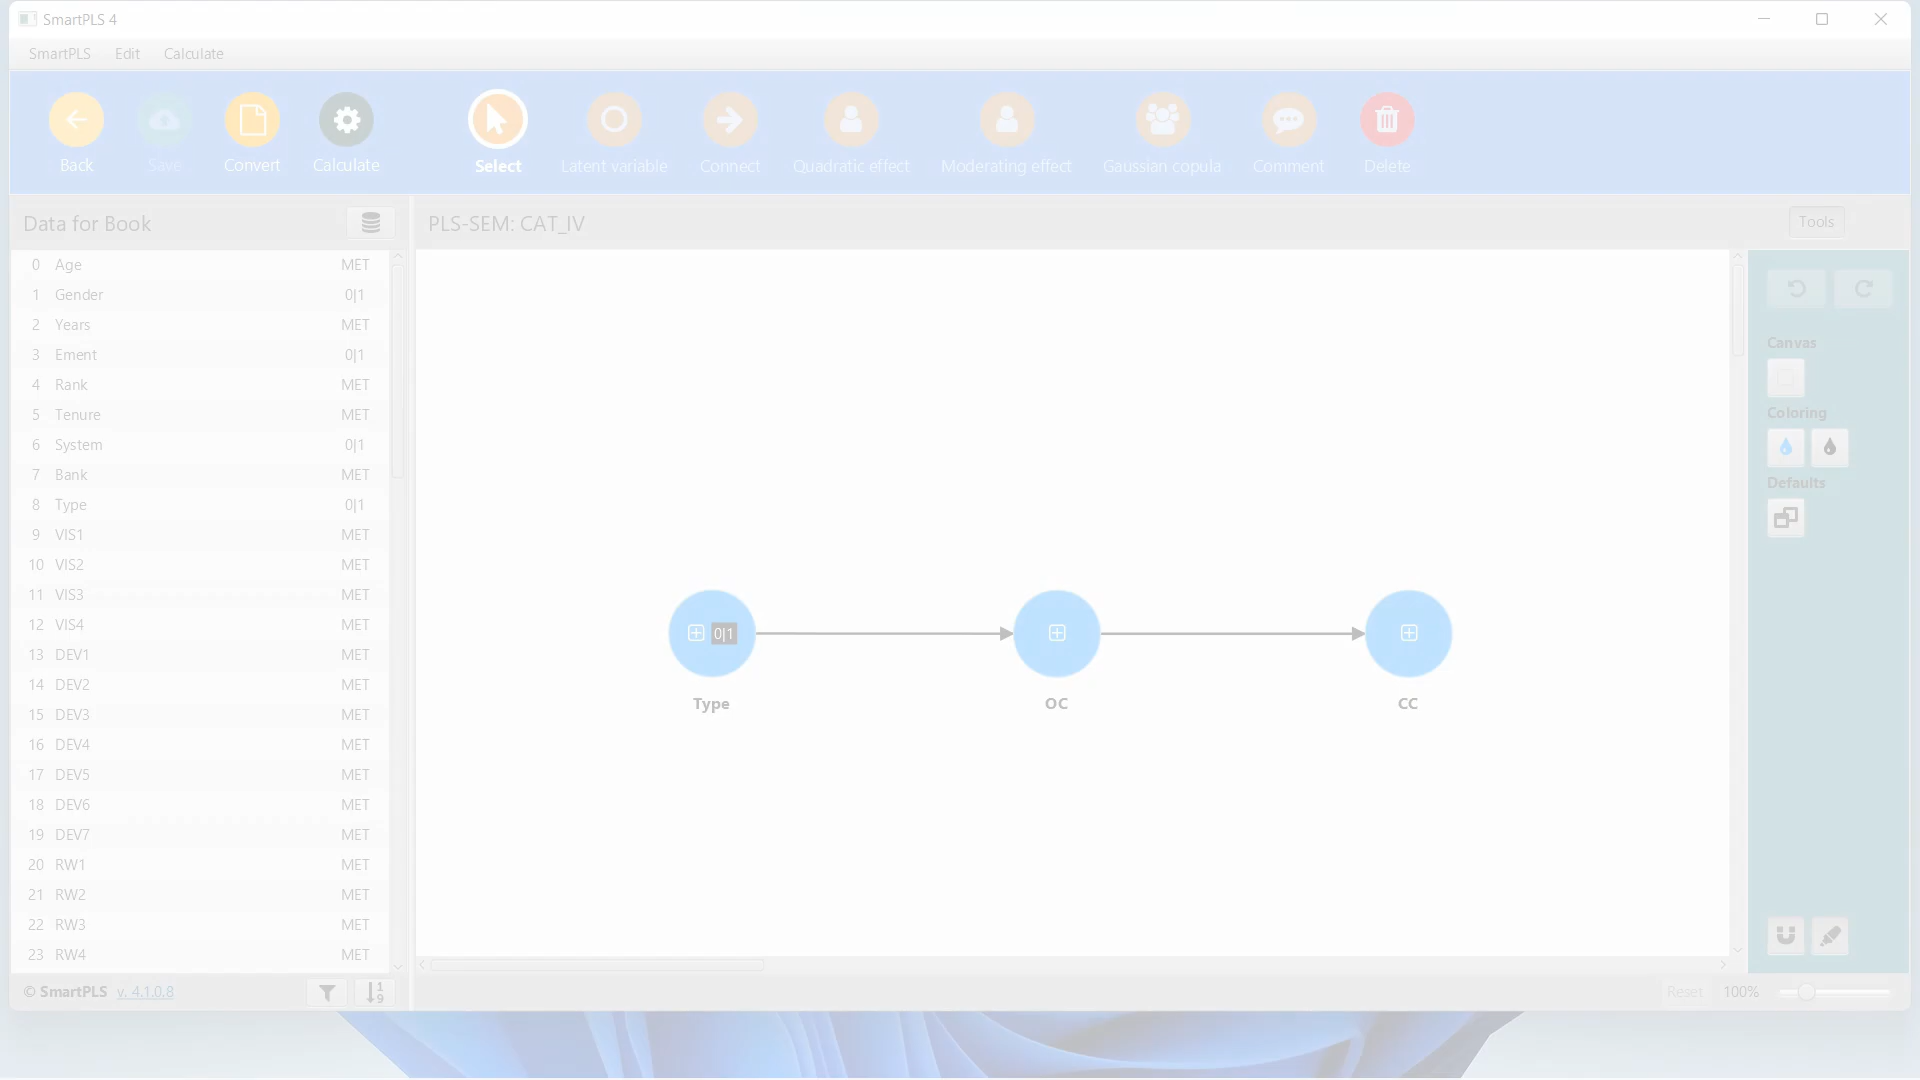 SmartPLS 4
SmartPLS Edit Calculate
Back Save Convert Calculate Select Latent variable Connect Quadratic effect Moderating effect Gaussian copula Comment Delete
Data for Book
PLS-SEM: CAT_IV
Tools
0 Age MET
1 Gender 0|1
2 Years MET
3 Ement 0|1
4 Rank MET
5 Tenure MET
6 System 0|1
7 Bank MET
8 Type 0|1
9 VIS1 MET
10 VIS2 MET
11 VIS3 MET
12 VIS4 MET
13 DEV1 MET
14 DEV2 MET
15 DEV3 MET
16 DEV4 MET
17 DEV5 MET
18 DEV6 MET
19 DEV7 MET
20 RW1 MET
21 RW2 MET
22 RW3 MET
23 RW4 MET
0|1
Type
OC
CC
Canvas
Coloring
Defaults
© SmartPLS v. 4.1.0.8
1
9
Reset 100%